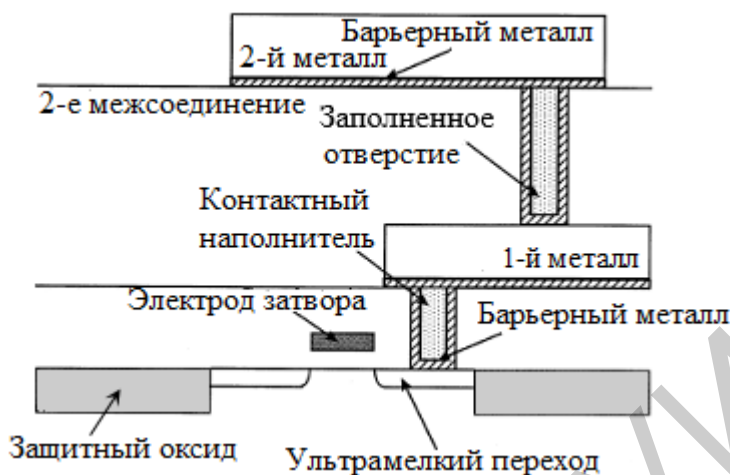 Барьерный металл
2-й металл
2-е межсоединение
Заполненное
отверстие
Контактный
наполнитель
1-й металл
Электрод затвора
Барьерный металл
Защитный оксид
Ультрамелкий переход